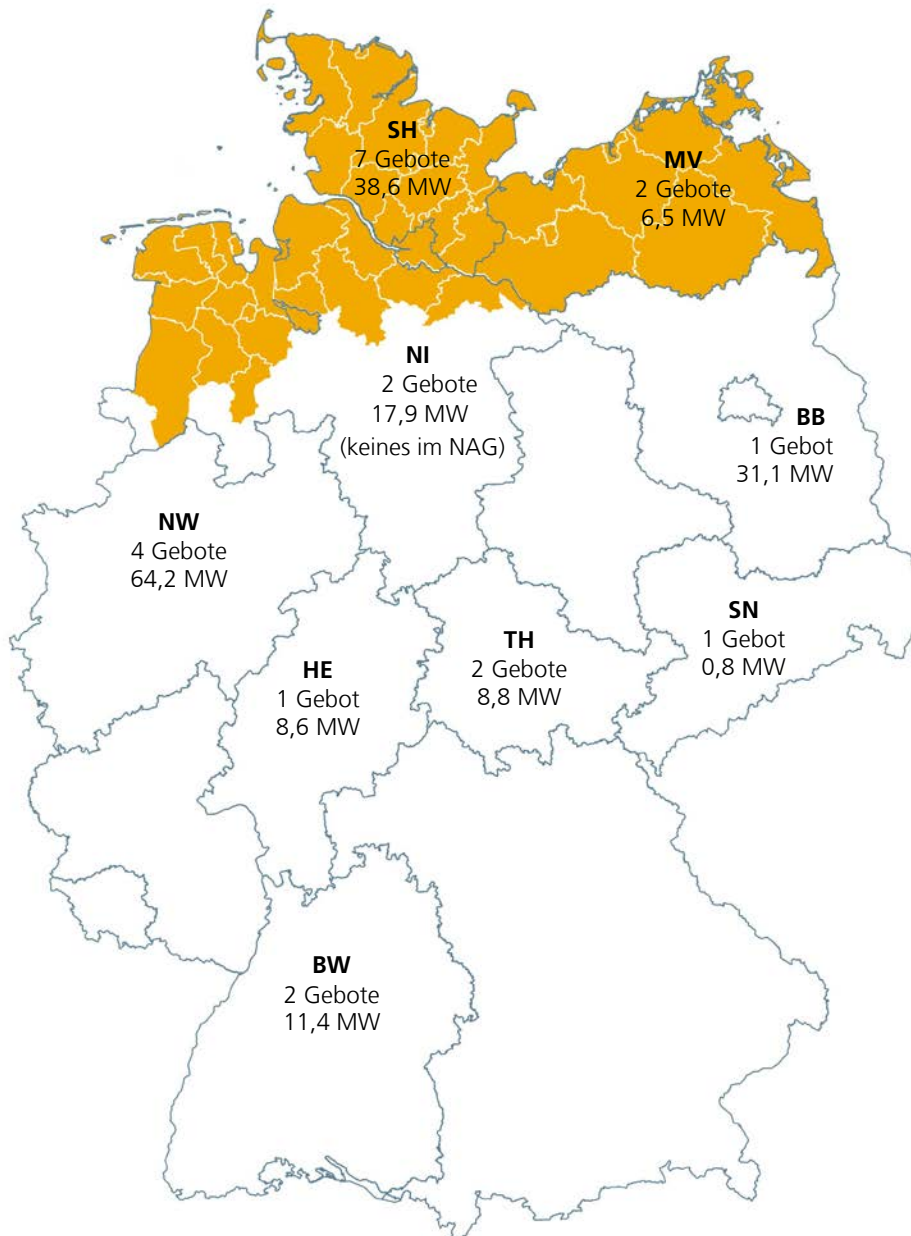 SH
7 Gebote
38,6 MW
MV
2 Gebote
6,5 MW
NI
2 Gebote
17,9 MW
(keines im NAG)
BB
1 Gebot
31,1 MW
NW
4 Gebote
64,2 MW
SN
1 Gebot
0,8 MW
TH
2 Gebote
8,8 MW
HE
1 Gebot
8,6 MW
BW
2 Gebote
11,4 MW